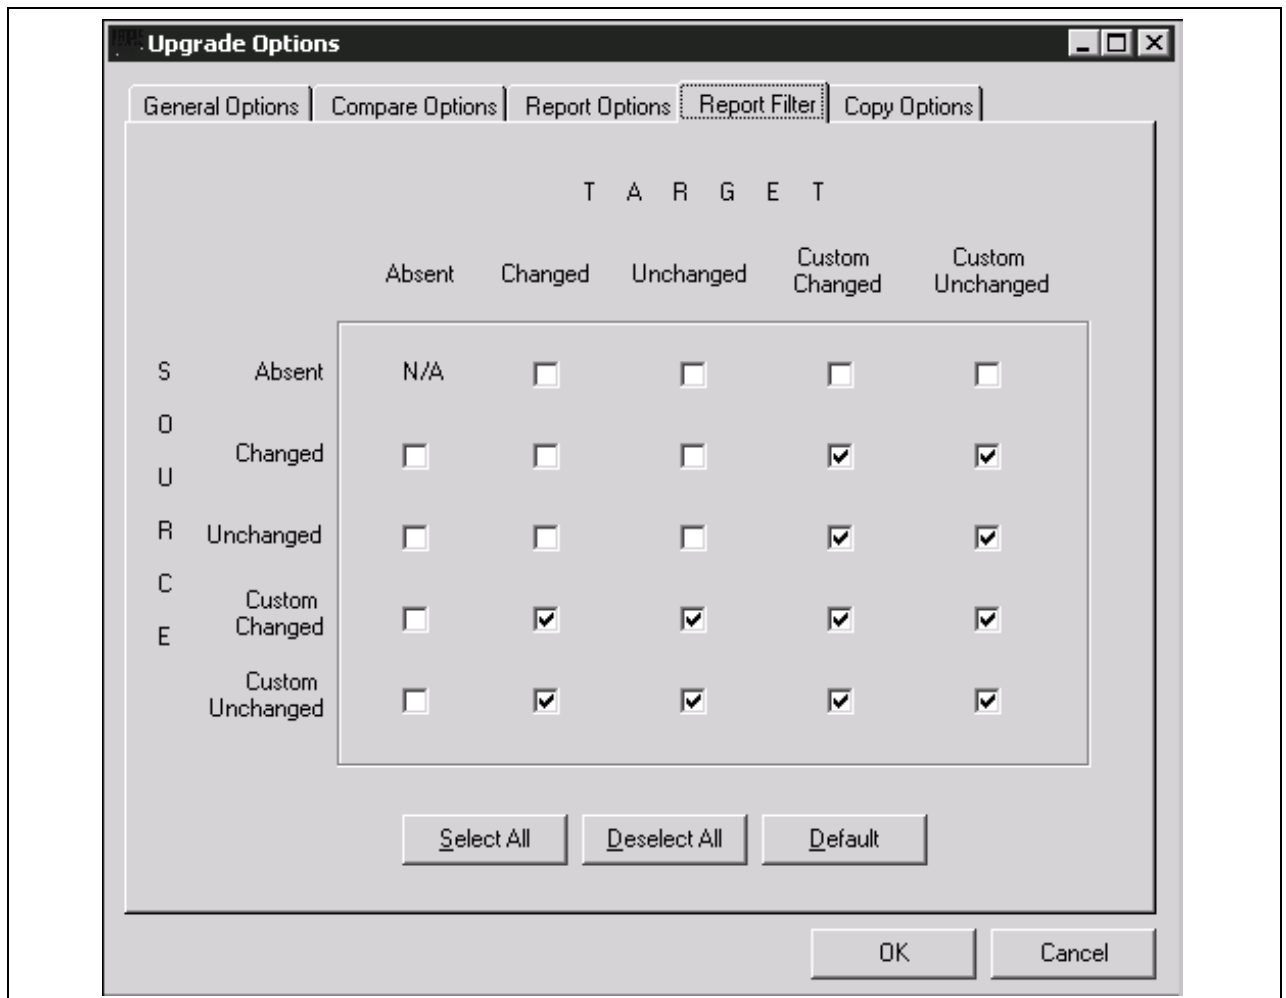 Upgrade Options
General Options
Compare Options
Report Options
Report Filter
Copy Options
T A R G E T
Absent
Changed
Unchanged
Custom
Changed
Custom
Unchanged
S O U R C E
Absent
N/A
Changed
Unchanged
Custom
Changed
Custom
Unchanged
Select All
Deselect All
Default
OK
Cancel